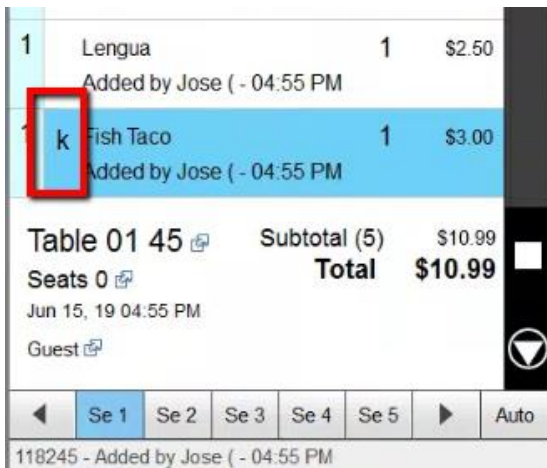 1 Lengua 1 $2.50
Added by Jose ( - 04:55 PM
1 k Fish Taco 1 $3.00
Added by Jose ( - 04:55 PM
Table 01 45 Subtotal (5) $10.99
Seats 0 Total $10.99
Jun 15, 19 04:55 PM
Guest
Se 1 Se 2 Se 3 Se 4 Se 5 Auto
118245 - Added by Jose ( - 04:55 PM